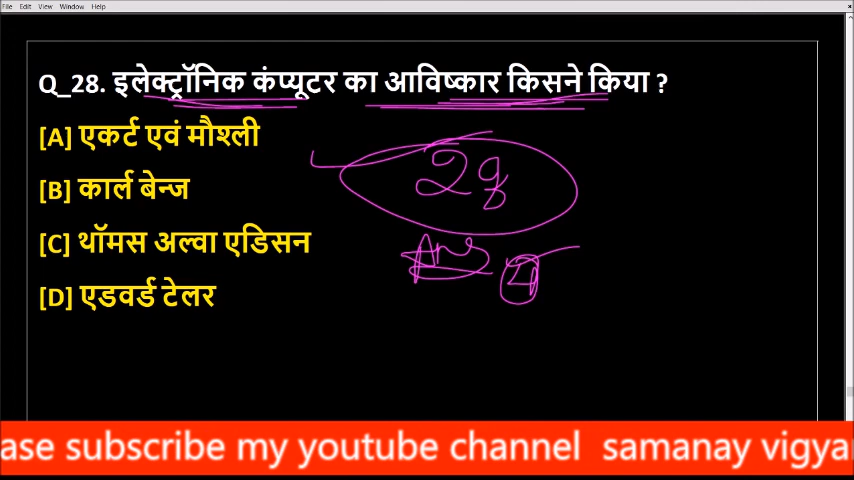 File Edit View Window Help
Q_28. इलेक्ट्रॉनिक कंप्यूटर का आविष्कार किसने किया ?
[A] एकर्ट एवं मौश्ली
[B] कार्ल बेन्ज
28
[C] थॉमस अल्वा एडिसन
Ans
[D] एडवर्ड टेलर
ase subscribe my youtube channel samanay vigya